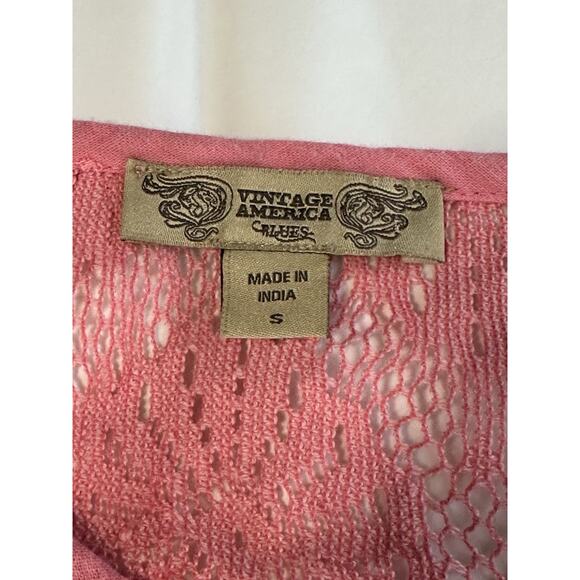 VINTAGE
AMERICA
BLUES
MADE IN
INDIA
S